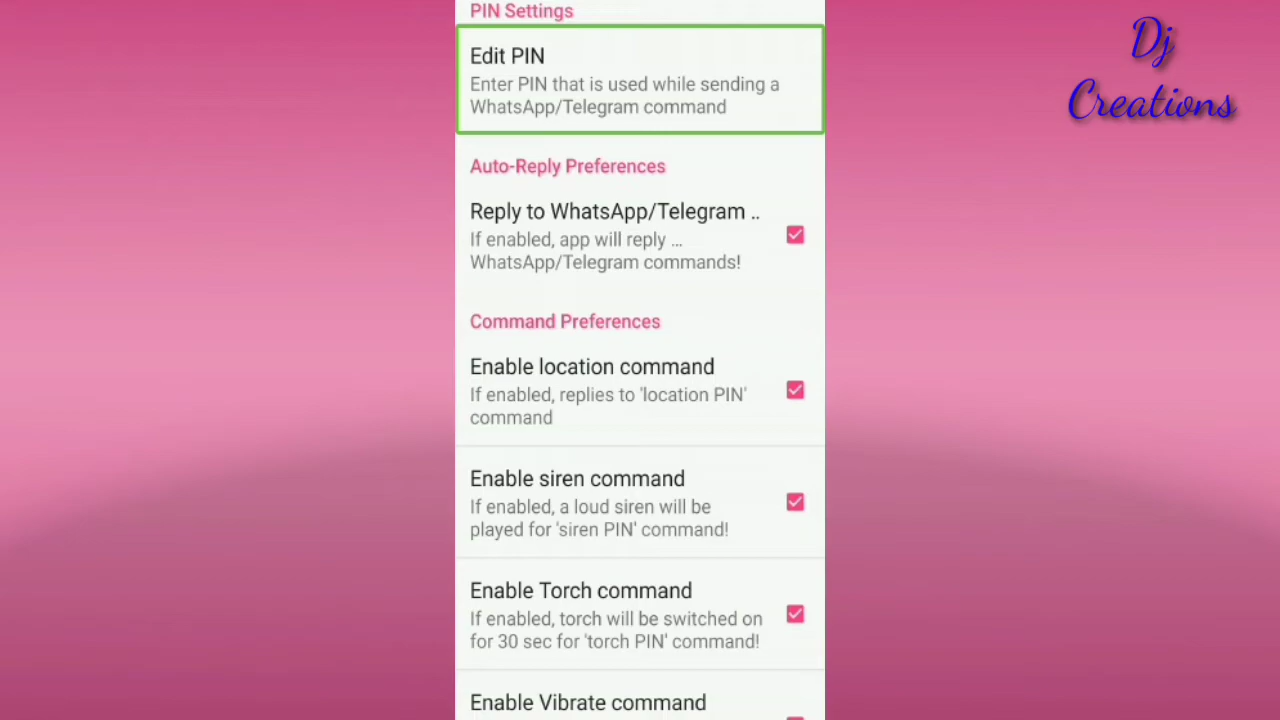 PIN Settings
Edit PIN
Enter PIN that is used while sending a
WhatsApp/Telegram command
Auto-Reply Preferences
Reply to WhatsApp/Telegram ..
If enabled, app will reply ...
WhatsApp/Telegram commands!
Command Preferences
Enable location command
If enabled, replies to 'location PIN'
command
Enable siren command
If enabled, a loud siren will be
played for 'siren PIN' command!
Enable Torch command
If enabled, torch will be switched on
for 30 sec for 'torch PIN' command!
Enable Vibrate command
Dj
Creations